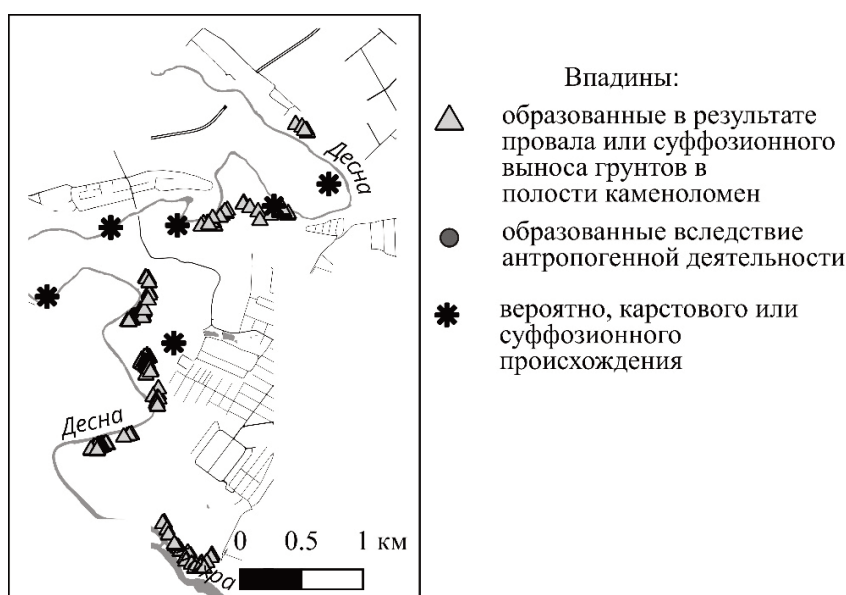 Впадины:
образованные в результате
провала или суффозионного
выноса грунтов в
полости каменоломен
образованные вследствие
антропогенной деятельности
вероятно, карстового или
суффозионного
происхождения
Десна
Десна
0 0.5 1 км